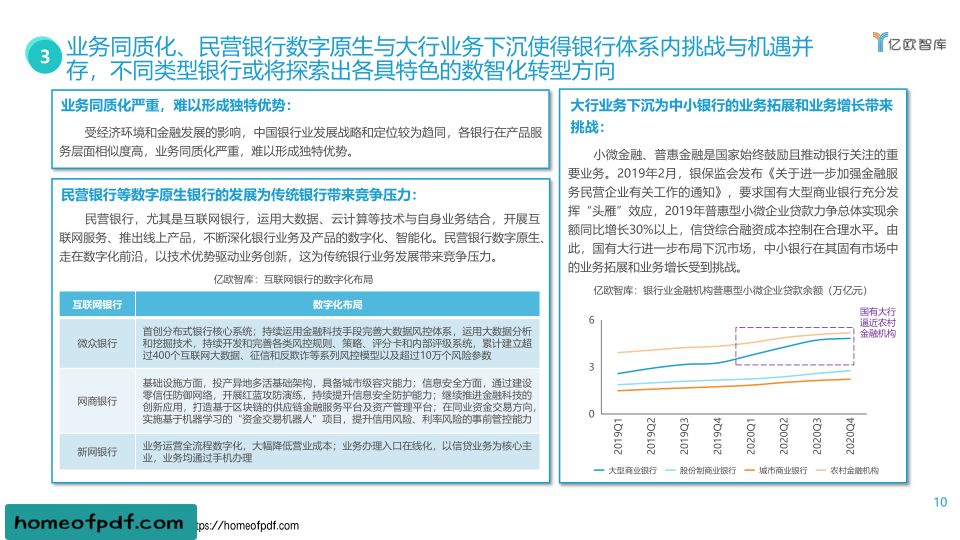 3
业务同质化、民营银行数字原生与大行业务下沉使得银行体系内挑战与机遇并
存，不同类型银行或将探索出各具特色的数智化转型方向
亿欧智库
业务同质化严重，难以形成独特优势：
受经济环境和金融发展的影响，中国银行业发展战略和定位较为趋同，各银行在产品服
务层面相似度高，业务同质化严重，难以形成独特优势。
民营银行等数字原生银行的发展为传统银行带来竞争压力：
民营银行，尤其是互联网银行，运用大数据、云计算等技术与自身业务结合，开展互
联网服务、推出线上产品，不断深化银行业务及产品的数字化、智能化。民营银行数字原生、
走在数字化前沿，以技术优势驱动业务创新，这为传统银行业务发展带来竞争压力。
亿欧智库：互联网银行的数字化布局
互联网银行 数字化布局
微众银行
首创分布式银行核心系统；持续运用金融科技手段完善大数据风控体系，运用大数据分析
和挖掘技术，持续开发和完善各类风控规则、策略、评分卡和内部评级系统，累计建立超
过400个互联网大数据、征信和反欺诈等系列风控模型以及超过10万个风险参数
网商银行
基础设施方面，投产异地多活基础架构，具备城市级容灾能力；信息安全方面，通过建设
零信任防御网络，开展红蓝攻防演练，持续提升信息安全防护能力；继续推进金融科技的
创新应用，打造基于区块链的供应链金融服务平台及资产管理平台；在同业资金交易方向，
实施基于机器学习的“资金交易机器人”项目，提升信用风险、利率风险的事前管控能力
新网银行
业务运营全流程数字化，大幅降低营业成本；业务办理入口在线化，以信贷业务为核心主
业，业务均通过手机办理
大行业务下沉为中小银行的业务拓展和业务增长带来
挑战：
小微金融、普惠金融是国家始终鼓励且推动银行关注的重
要业务。2019年2月，银保监会发布《关于进一步加强金融服
务民营企业有关工作的通知》，要求国有大型商业银行充分发
挥“头雁”效应，2019年普惠型小微企业贷款力争总体实现余
额同比增长30%以上，信贷综合融资成本控制在合理水平。由
此，国有大行进一步布局下沉市场，中小银行在其固有市场中
的业务拓展和业务增长受到挑战。
亿欧智库：银行业金融机构普惠型小微企业贷款余额（万亿元）
国有大行
逼近农村
金融机构
6
3
0
2019Q1
2019Q2
2019Q3
2019Q4
2020Q1
2020Q2
2020Q3
2020Q4
大型商业银行 股份制商业银行 城市商业银行 农村金融机构
10
homeofpdf.com
ttps://homeofpdf.com